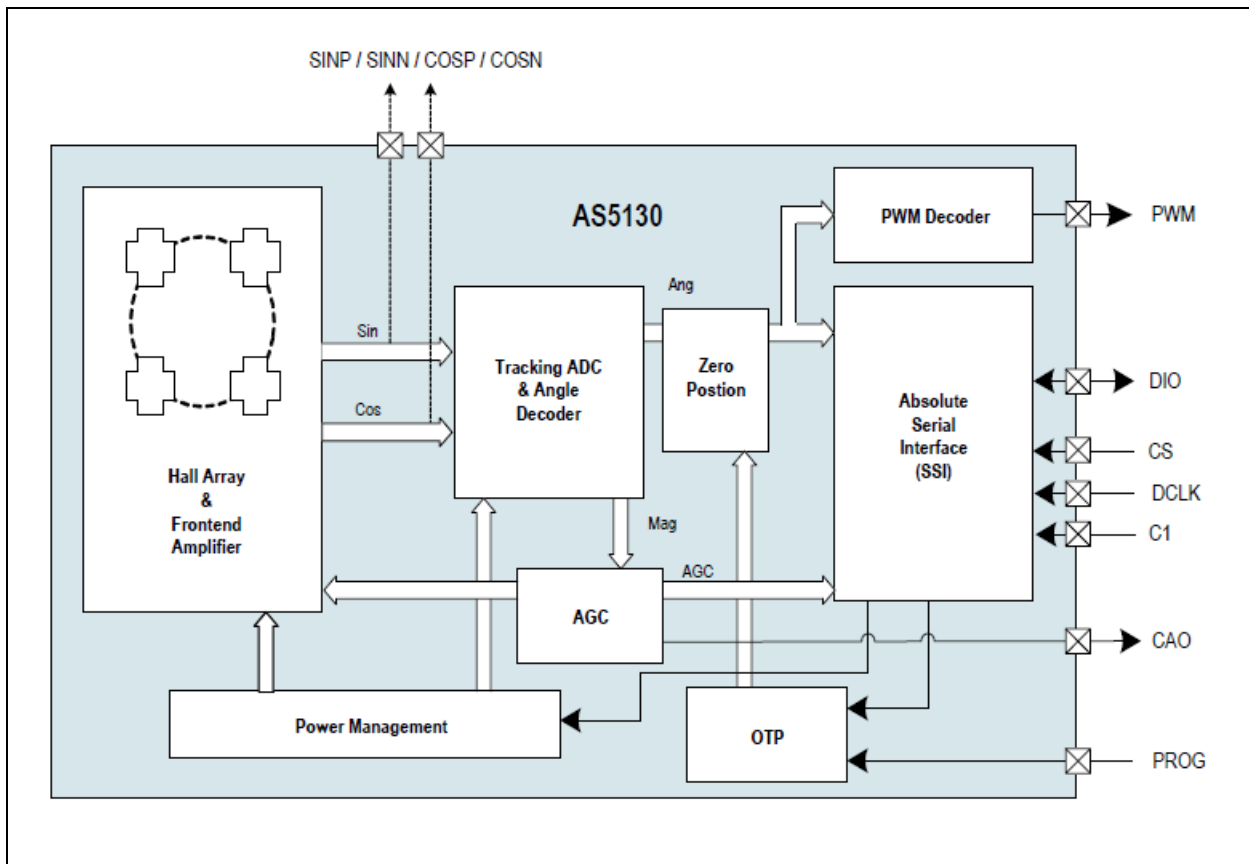 SINP / SINN / COSP / COSN
AS5130
PWM Decoder
PWM
Ang
Sin
Tracking ADC
& Angle
Decoder
Zero
Postion
Absolute
Serial
Interface
(SSI)
DIO
Cos
CS
Hall Array
&
Frontend
Amplifier
DCLK
Mag
C1
AGC
AGC
CAO
Power Management
OTP
PROG